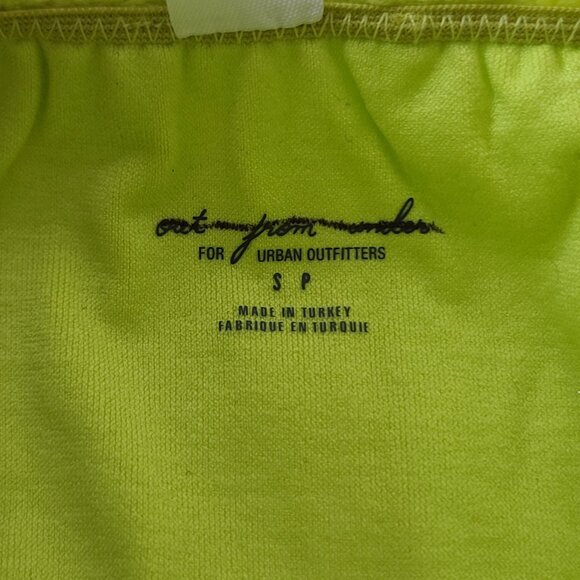 out from under
FOR URBAN OUTFITTERS
S P
MADE IN TURKEY
FABRIQUE EN TURQUIE